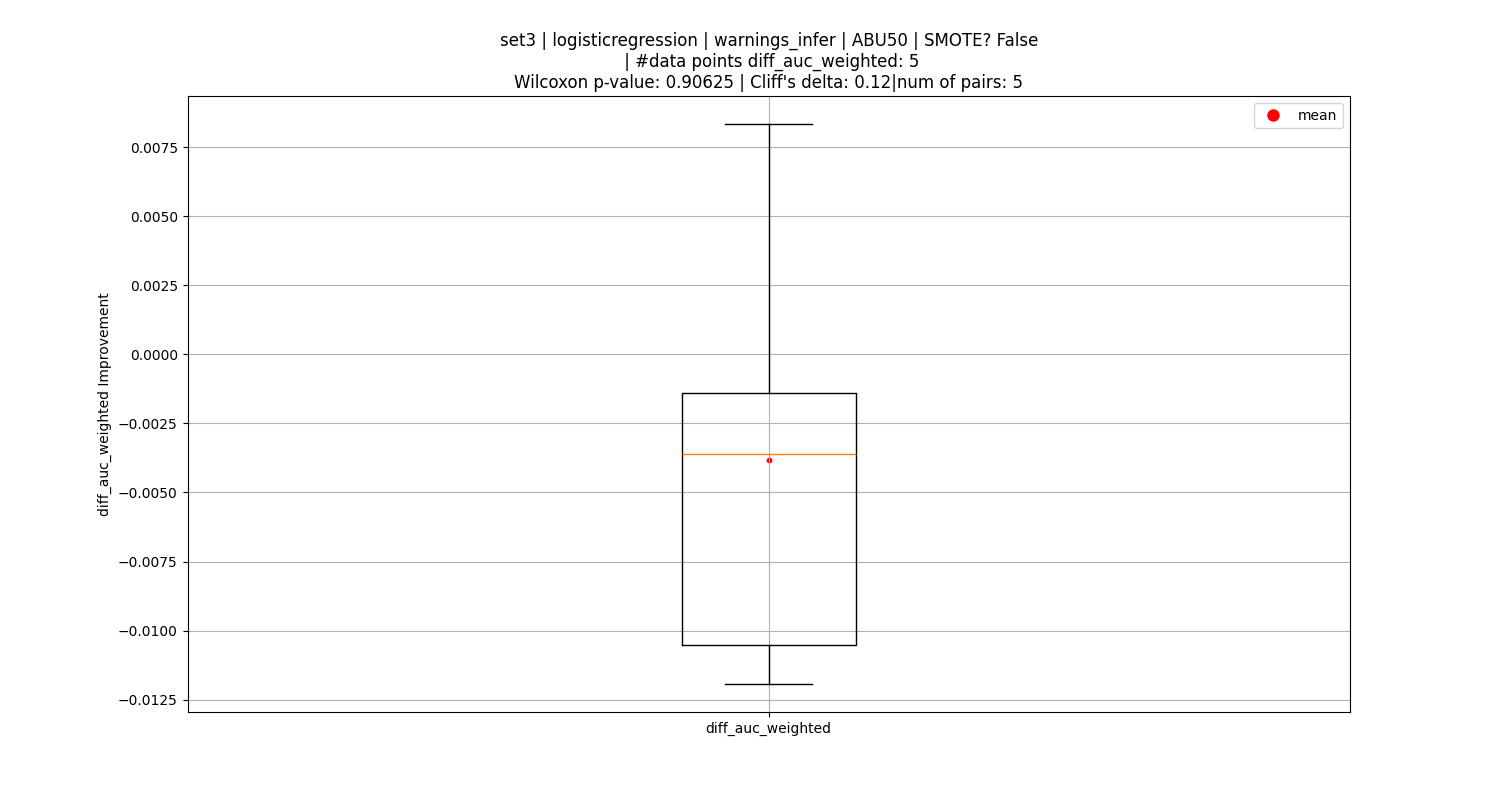 set3 | logisticregression | warnings_infer | ABU50 | SMOTE? False
| #data points diff_auc_weighted: 5
Wilcoxon p-value: 0.90625 | Cliff's delta: 0.12|num of pairs: 5
mean
0.0075
0.0050
0.0025
0.0000
−0.0025
−0.0050
−0.0075
−0.0100
−0.0125
diff_auc_weighted Improvement
diff_auc_weighted